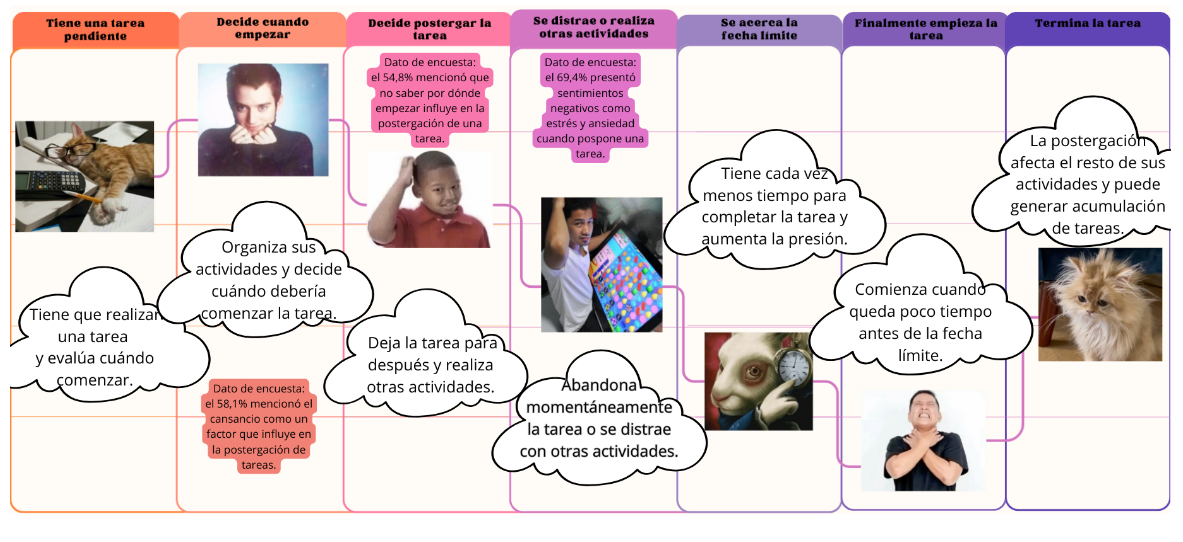 Tiene una tarea
pendiente
Decide cuando
empezar
Decide postergar la
tarea
Se distrae o realiza
otras actividades
Se acerca la
fecha límite
Finalmente empieza la
tarea
Termina la tarea
Tiene que realizar
una tarea
y evalúa cuándo
comenzar.
Organiza sus
actividades y decide
cuándo debería
comenzar la tarea.
Dato de encuesta:
el 58,1% mencionó el
cansancio como un
factor que influye en
la postergación de
tareas.
Dato de encuesta:
el 54,8% mencionó que
no saber por dónde
empezar influye en la
postergación de una
tarea.
Deja la tarea para
después y realiza
otras actividades.
Dato de encuesta:
el 69,4% presentó
sentimientos
negativos como
estrés y ansiedad
cuando pospone una
tarea.
Abandona
momentáneamente
la tarea o se distrae
con otras actividades.
Tiene cada vez
menos tiempo para
completar la tarea y
aumenta la presión.
Comienza cuando
queda poco tiempo
antes de la fecha
límite.
La postergación
afecta el resto de sus
actividades y puede
generar acumulación
de tareas.